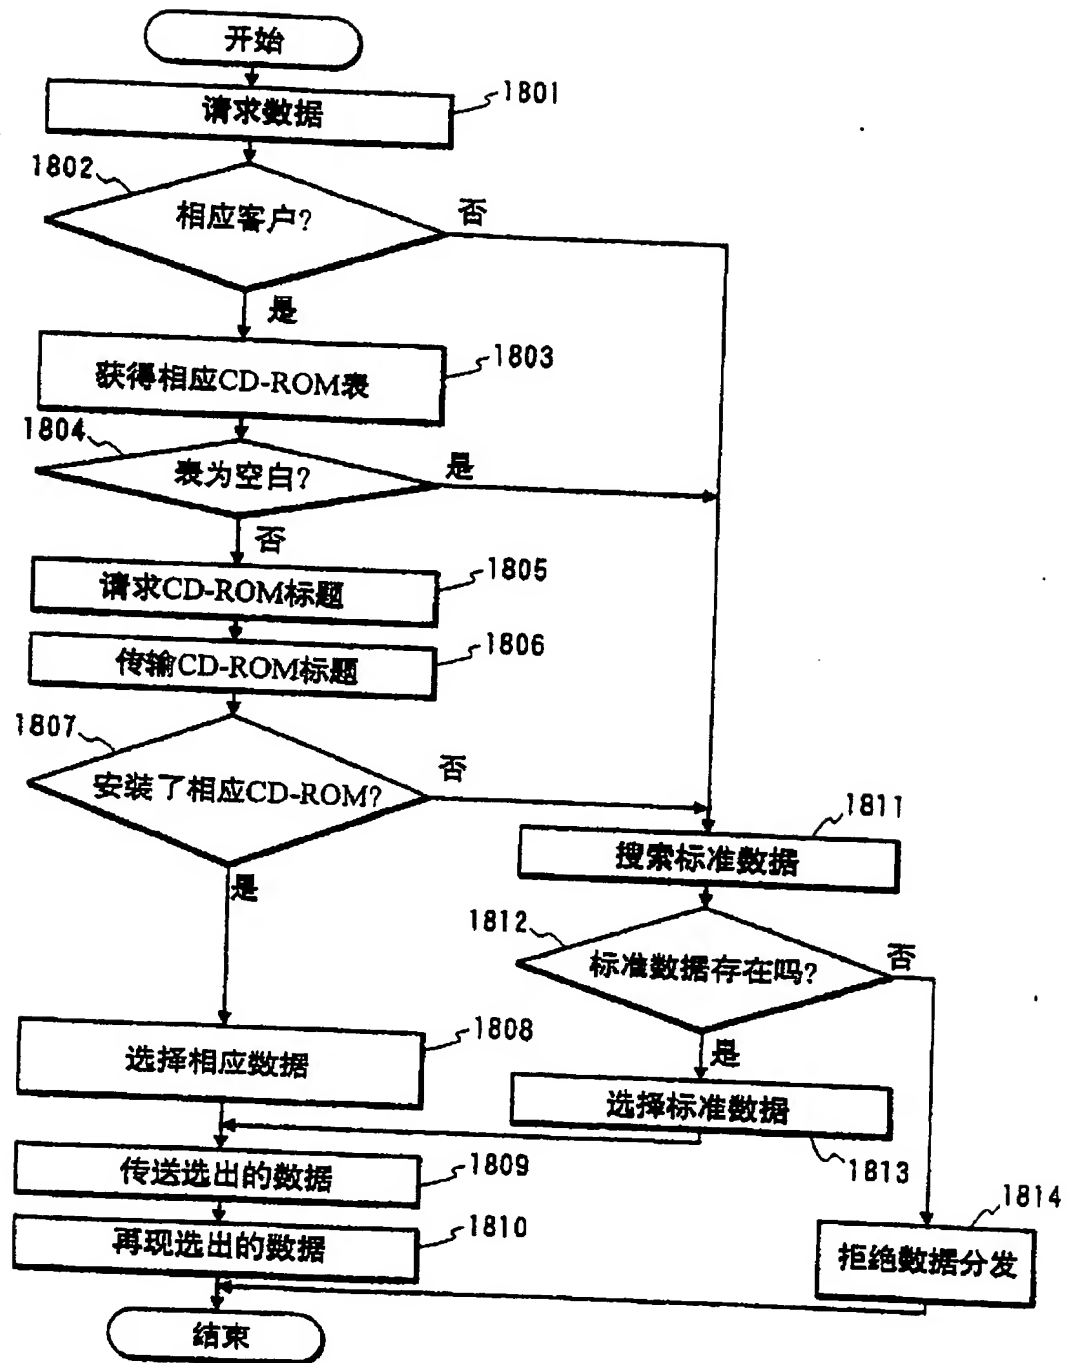 开始
请求数据
1801
1802
相应客户?
否
是
获得相应CD-ROM表
1803
1804
表为空白?
是
否
请求CD-ROM标题
1805
传输CD-ROM标题
1806
1807
安装了相应CD-ROM?
否
是
1811
搜索标准数据
1812
标准数据存在吗?
否
是
选择相应数据
1808
选择标准数据
1813
传送选出的数据
1809
再现选出的数据
1810
1814
拒绝数据分发
结束